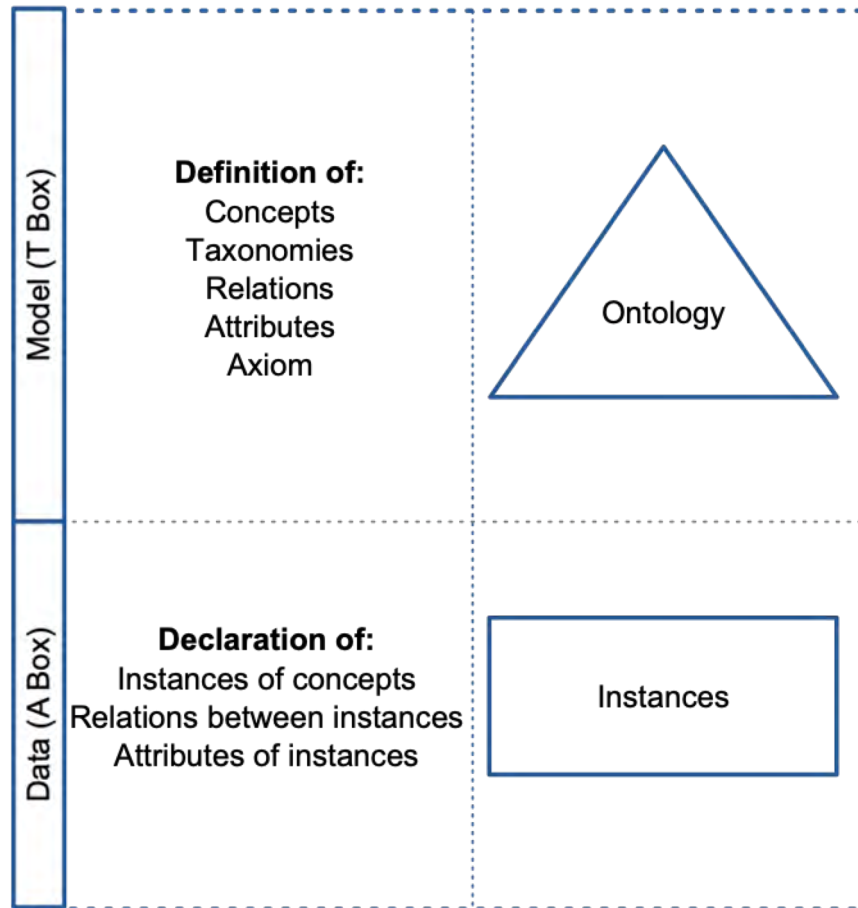 Model (T Box)
Definition of:
Concepts
Taxonomies
Relations
Attributes
Axiom
Ontology
Data (A Box)
Declaration of:
Instances of concepts
Relations between instances
Attributes of instances
Instances